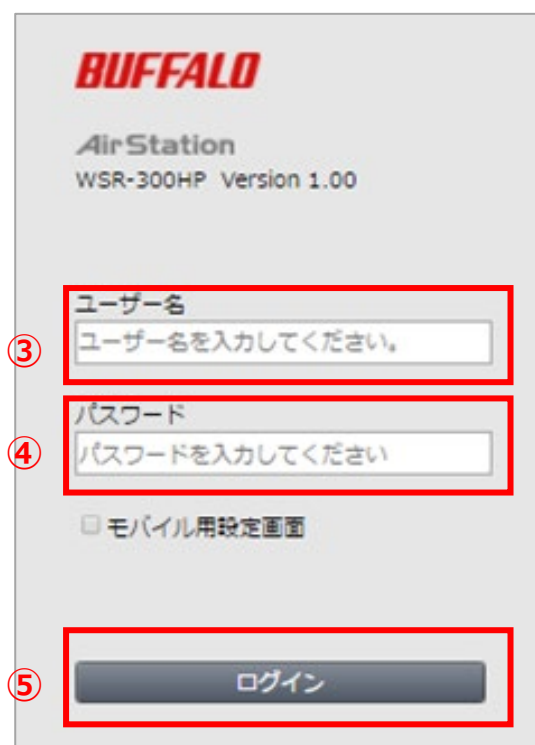 BUFFALO
AirStation
WSR-300HP Version 1.00
ユーザー名
③ ユーザー名を入力してください。
パスワード
④ パスワードを入力してください
モバイル用設定画面
⑤ ログイン